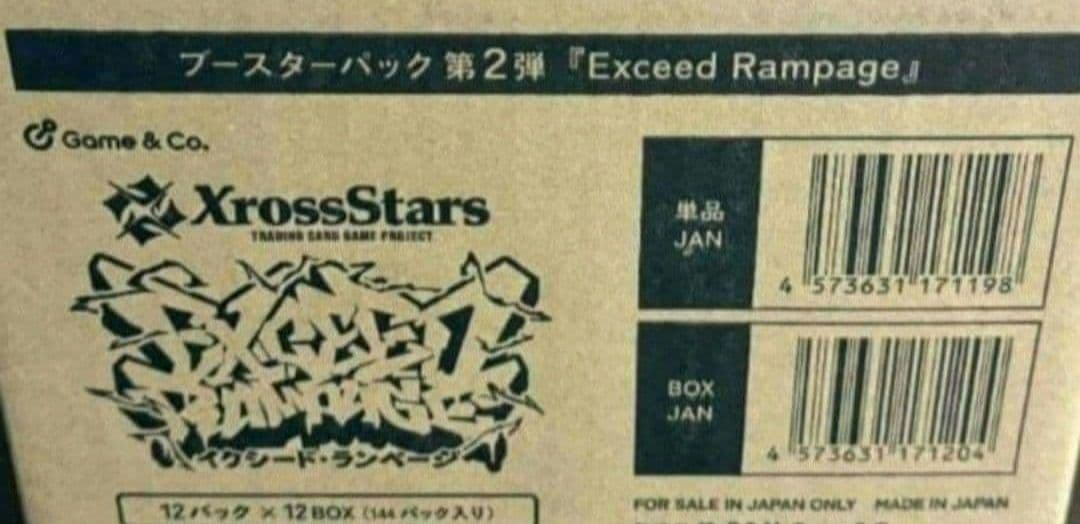 ブースターパック 第2弾 『Exceed Rampage』
Game & Co.
XrossStars
TRADING CARD GAME PROJECT
EXCEED
RAMPAGE
イクシード・ランページ
12パック × 12BOX (144パック入り)
単品
JAN
4 573631 171198
BOX
JAN
4 573631 171204
FOR SALE IN JAPAN ONLY MADE IN JAPAN